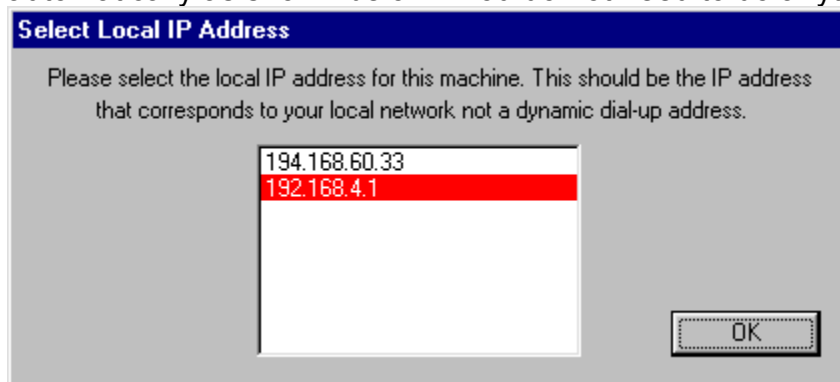 Select Local IP Address
Please select the local IP address for this machine. This should be the IP address
that corresponds to your local network not a dynamic dial-up address.
194.168.60.33
192.168.4.1
OK